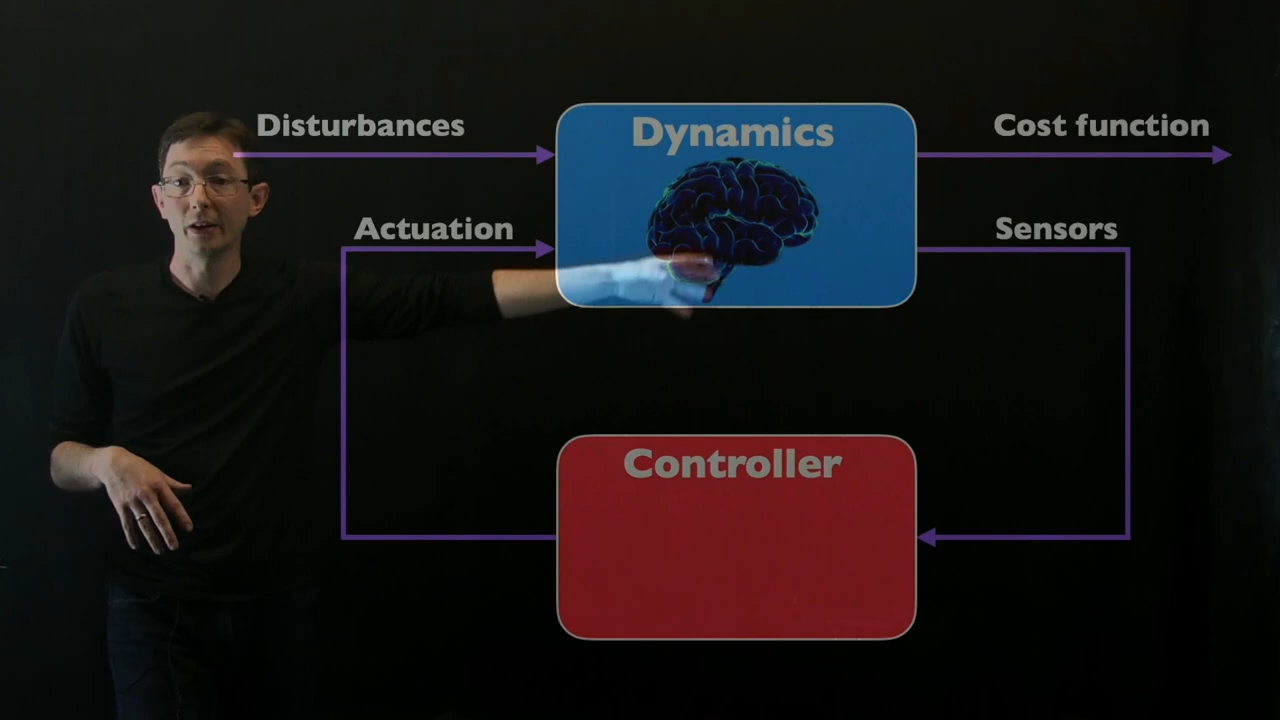 Disturbances
Dynamics
Cost function
Actuation
Sensors
Controller